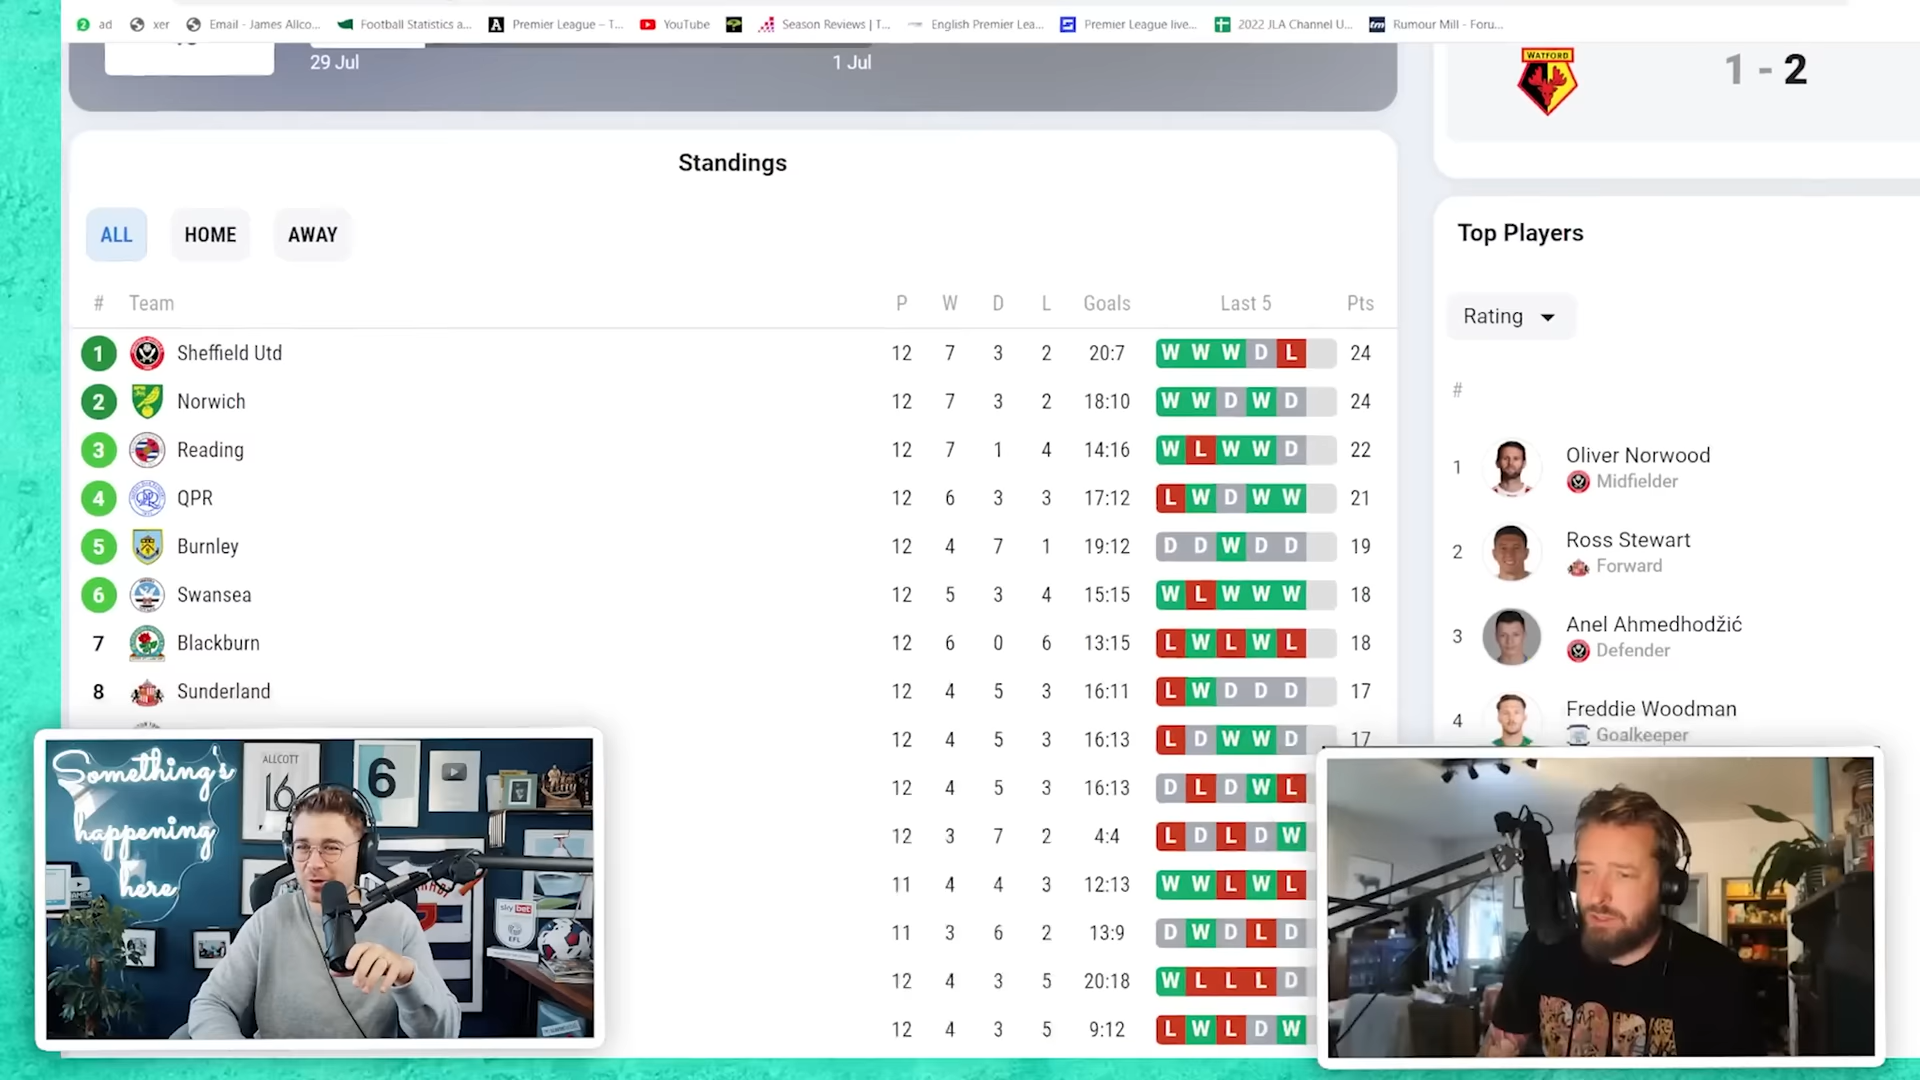 ad xer Email - James Allco... Football Statistics a... Premier League – T... YouTube Season Reviews | T... English Premier Lea... Premier League live... 2022 JLA Channel U... Rumour Mill - Foru...
29 Jul 1 Jul
WATFORD
1 - 2
Standings
ALL HOME AWAY
# Team P W D L Goals Last 5 Pts
1 Sheffield Utd 12 7 3 2 20:7 W W W D L 24
2 Norwich 12 7 3 2 18:10 W W D W D 24
3 Reading 12 7 1 4 14:16 W L W W D 22
4 QPR 12 6 3 3 17:12 L W D W W 21
5 Burnley 12 4 7 1 19:12 D D W D D 19
6 Swansea 12 5 3 4 15:15 W L W W W 18
7 Blackburn 12 6 0 6 13:15 L W L W L 18
8 Sunderland 12 4 5 3 16:11 L W D D D 17
12 4 5 3 16:13 L D W W D 17
12 4 5 3 16:13 D L D W L
12 3 7 2 4:4 L D L D W
11 4 4 3 12:13 W W L W L
11 3 6 2 13:9 D W D L D
12 4 3 5 20:18 W L L L D
12 4 3 5 9:12 L W L D W
Top Players
Rating
#
1 Oliver Norwood
Midfielder
2 Ross Stewart
Forward
3 Anel Ahmedhodžić
Defender
4 Freddie Woodman
Goalkeeper
Something's
happening
here
ALLCOTT
16
6
sky bet
EFL